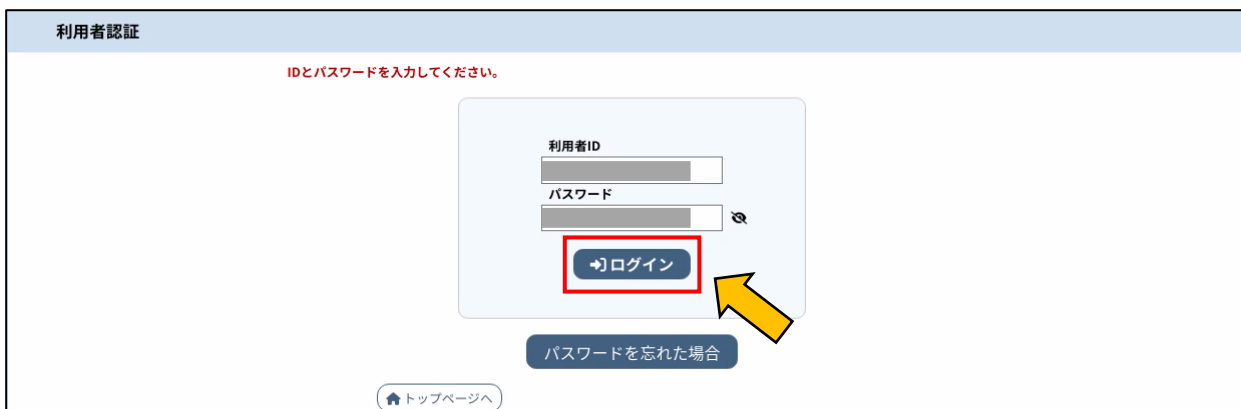 利用者認証
IDとパスワードを入力してください。
利用者ID
パスワード
ログイン
パスワードを忘れた場合
トップページへ